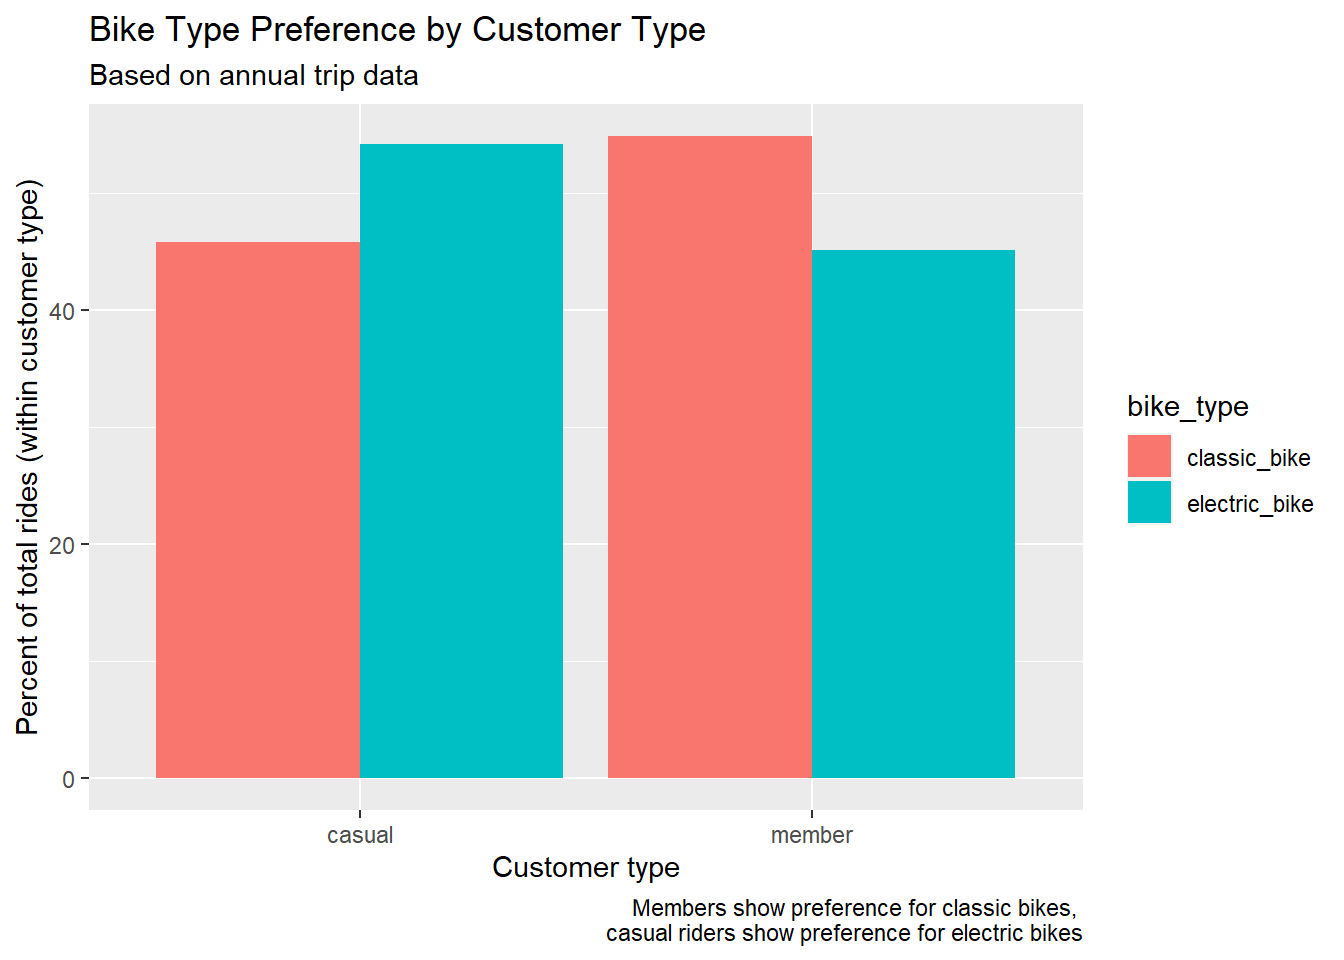 Bike Type Preference by Customer Type
Based on annual trip data
Percent of total rides (within customer type)
40
20
0
casual
member
Customer type
bike_type
classic_bike
electric_bike
Members show preference for classic bikes,
casual riders show preference for electric bikes